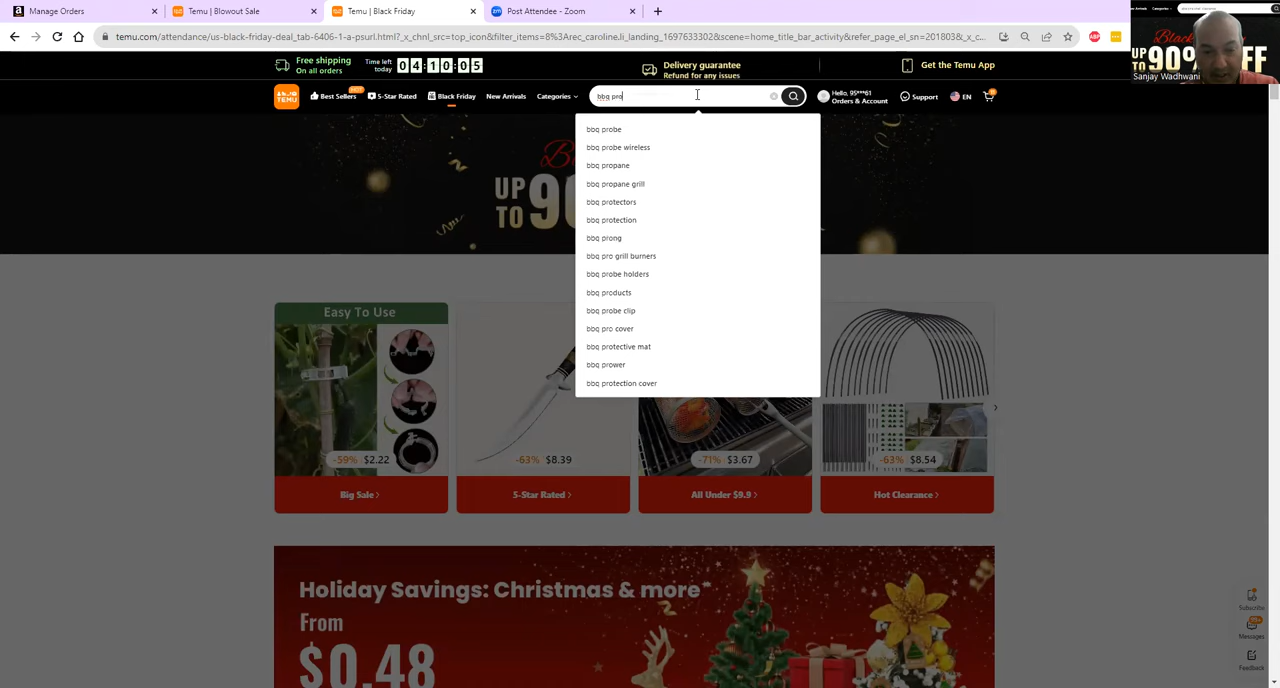 Manage Orders
Temu | Blowout Sale
Temu | Black Friday
Post Attendee - Zoom
temu.com/attendance/us-black-friday-deal_tab-6406-1-a-psurl.html?_x_chnl_src=top_icon&filter_items=8%3Arec_caroline.li_landing_1697633302&scene=home_title_bar_activity&refer_page_el_sn=201803&_x_c...
Sanjay Wadhwani
Free shipping
On all orders
Time left today
04:10:05
Delivery guarantee
Refund for any issues
Get the Temu App
TEMU
Best Sellers
HOT
5-Star Rated
Black Friday
New Arrivals
Categories
bbq pro
Hello, 95***61
Orders & Account
Support
EN
bbq probe
bbq probe wireless
bbq propane
bbq propane grill
bbq protectors
bbq protection
bbq prong
bbq pro grill burners
bbq probe holders
bbq products
bbq probe clip
bbq pro cover
bbq protective mat
bbq prower
bbq protection cover
UP
TO
Easy To Use
-59% $2.22
-63% $8.39
-71% $3.67
-63% $8.54
Big Sale >
5-Star Rated >
All Under $9.9 >
Hot Clearance >
Holiday Savings: Christmas & more*
From
$0.48
Subscribe
Messages
Feedback